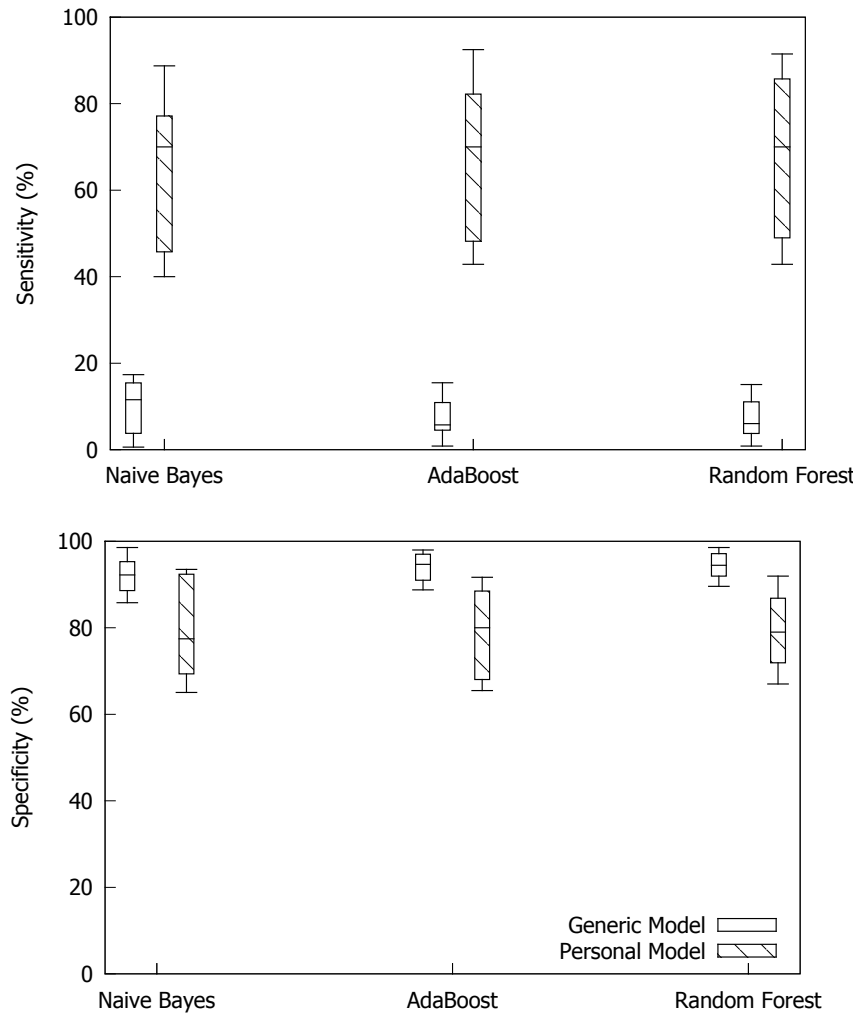 100
80
60
40
20
0
Sensitivity (%)
Naive Bayes AdaBoost Random Forest
100
80
60
40
20
0
Specificity (%)
Generic Model
Personal Model
Naive Bayes AdaBoost Random Forest